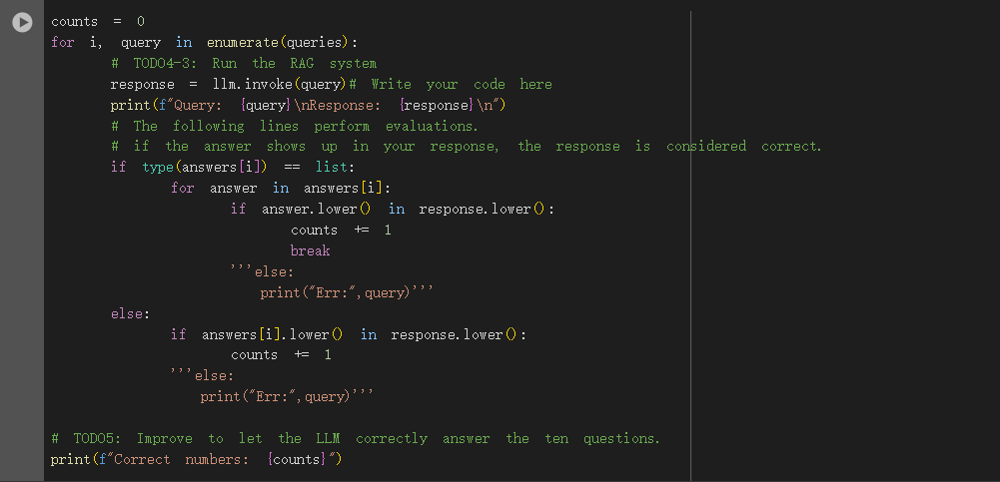 counts = 0
for i, query in enumerate(queries):
# TODO4-3: Run the RAG system
response = llm.invoke(query)# Write your code here
print(f"Query: {query}\nResponse: {response}\n")
# The following lines perform evaluations.
# if the answer shows up in your response, the response is considered correct.
if type(answers[i]) == list:
for answer in answers[i]:
if answer.lower() in response.lower():
counts += 1
break
'''else:
print("Err:",query)'''
else:
if answers[i].lower() in response.lower():
counts += 1
'''else:
print("Err:",query)'''
# TODO5: Improve to let the LLM correctly answer the ten questions.
print(f"Correct numbers: {counts}")